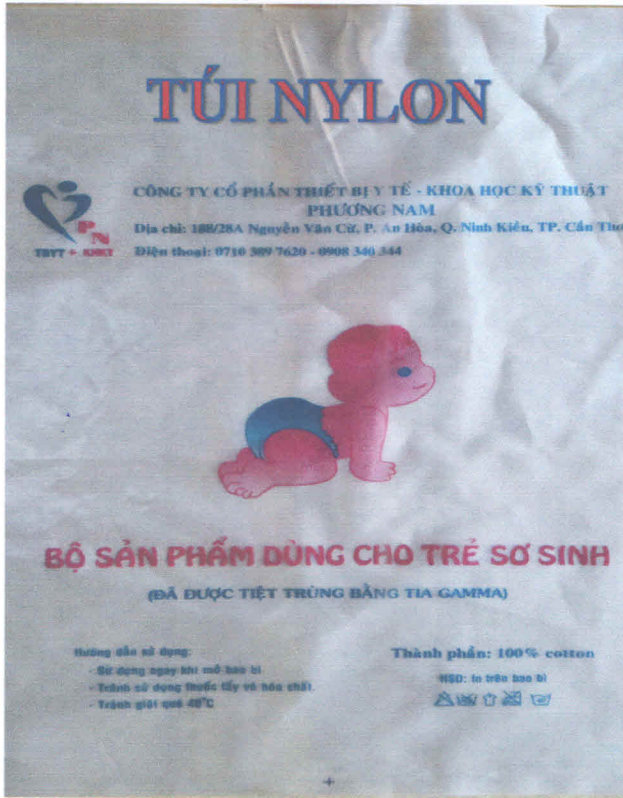 TÚI NYLON
CÔNG TY CỔ PHẦN THIẾT BỊ Y TẾ - KHOA HỌC KỸ THUẬT
PHƯƠNG NAM
Địa chỉ: 18B/28A Nguyễn Văn Cừ, P. An Hòa, Q. Ninh Kiều, TP. Cần Thơ
Điện thoại: 0710 389 7620 - 0908 340 344
PN
TBYT + KHKT
BỘ SẢN PHẨM DÙNG CHO TRẺ SƠ SINH
(ĐÃ ĐƯỢC TIỆT TRÙNG BẰNG TIA GAMMA)
Hướng dẫn sử dụng:
- Sử dụng ngay khi mở bao bì
- Tránh sử dụng thuốc tẩy và hóa chất
- Tránh giặt quá 40°C
Thành phần: 100% cotton
HSD: In trên bao bì